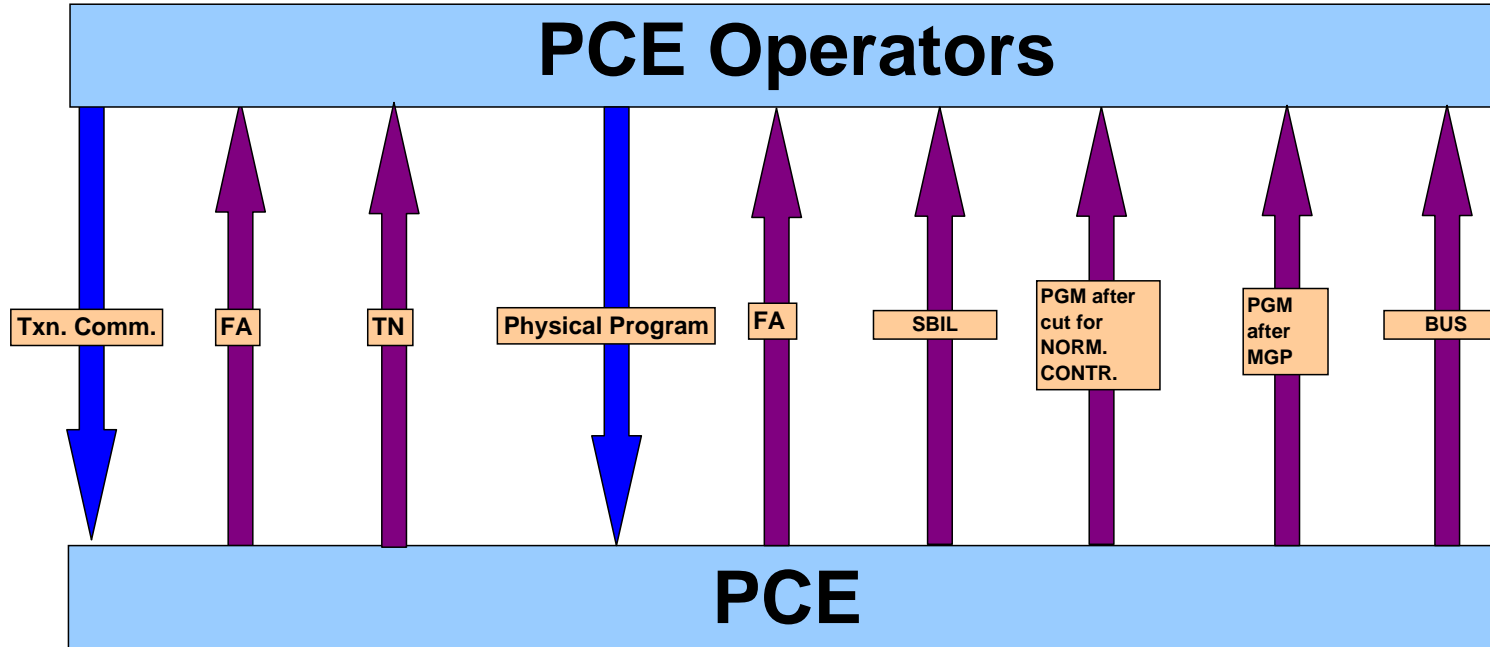 PCE Operators
Txn. Comm.
FA
TN
Physical Program
FA
SBIL
PGM after
cut for
NORM.
CONTR.
PGM
after
MGP
BUS
PCE